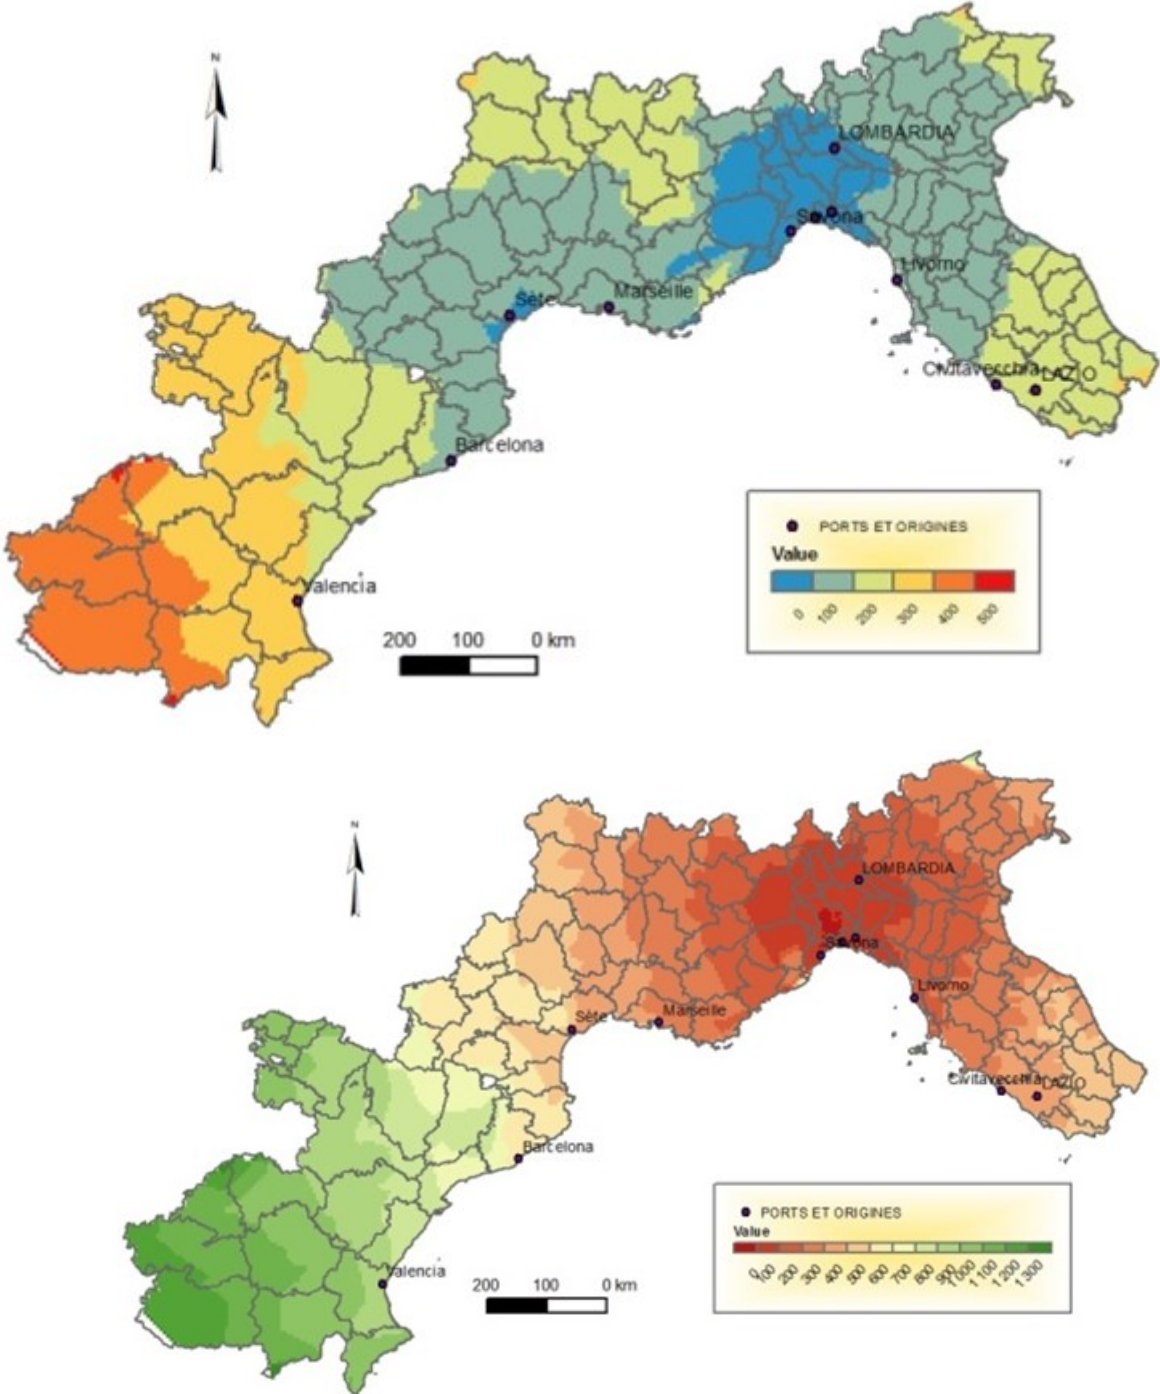 N
LOMBARDIA
Savona
Livorno
Sète
Marseille
Civitavecchia
LAZIO
Barcelona
PORTS ET ORIGINES
Value
0 100 200 300 400 500
Valencia
200 100 0 km
N
LOMBARDIA
Savona
Livorno
Sète
Marseille
Civitavecchia
LAZIO
Barcelona
PORTS ET ORIGINES
Value
0 100 200 300 400 500 600 700 800 900 1 000 1 100 1 200 1 300
Valencia
200 100 0 km